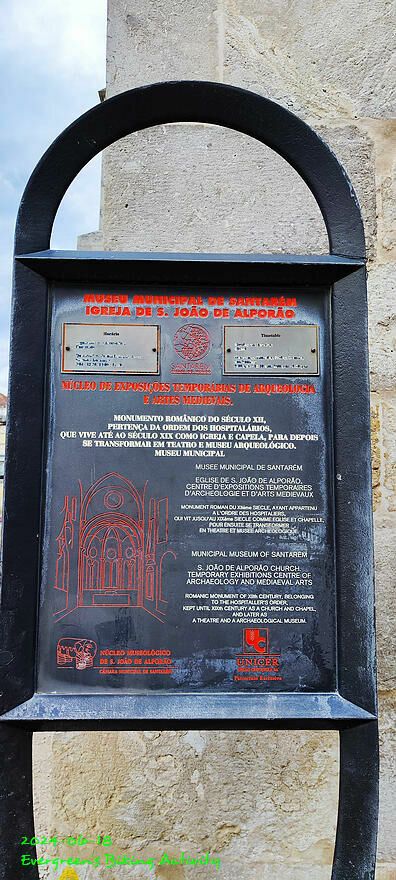 MUSEU MUNICIPAL DE SANTARÉM
IGREJA DE S. JOÃO DE ALPORÃO
Horário
SANTARÉM
Timetable
NÚCLEO DE EXPOSIÇÕES TEMPORÁRIAS DE ARQUEOLOGIA
E ARTES MEDIEVAIS.
MONUMENTO ROMÂNICO DO SÉCULO XII,
PERTENÇA DA ORDEM DOS HOSPITALÁRIOS,
QUE VIVE ATÉ AO SÉCULO XIX COMO IGREJA E CAPELA, PARA DEPOIS
SE TRANSFORMAR EM TEATRO E MUSEU ARQUEOLÓGICO.
MUSEU MUNICIPAL
MUSEE MUNICIPAL DE SANTARÉM
EGLISE DE S. JOÃO DE ALPORÃO,
CENTRE D'EXPOSITIONS TEMPORAIRES
D'ARCHEOLOGIE ET D'ARTS MEDIEVAUX
MONUMENT ROMAN DU XIIème SIECLE, AYANT APPARTENU
A L'ORDRE DES HOSPITALIERS,
QUI VIT JUSQU'AU XIXème SIECLE COMME EGLISE ET CHAPELLE,
POUR ENSUITE SE TRANSFORMER
EN THEATRE ET MUSÉE ARCHEOLOGIQUE
MUNICIPAL MUSEUM OF SANTARÉM
S. JOÃO DE ALPORÃO CHURCH.
TEMPORARY EXHIBITIONS CENTRE OF
ARCHAEOLOGY AND MEDIEVAL ARTS
ROMANIC MONUMENT OF XIIth CENTURY, BELONGING
TO THE HOSPITALLER'S ORDER,
KEPT UNTIL XIXth CENTURY AS A CHURCH AND CHAPEL,
AND LATER AS
A THEATRE AND A ARCHAEOLOGICAL MUSEUM.
NÚCLEO MUSEOLÓGICO
DE S. JOÃO DE ALPORÃO
CÂMARA MUNICIPAL DE SANTARÉM
UNICER
Patrocínio Exclusivo
2024-06-18
Evergreen's Biking Activity